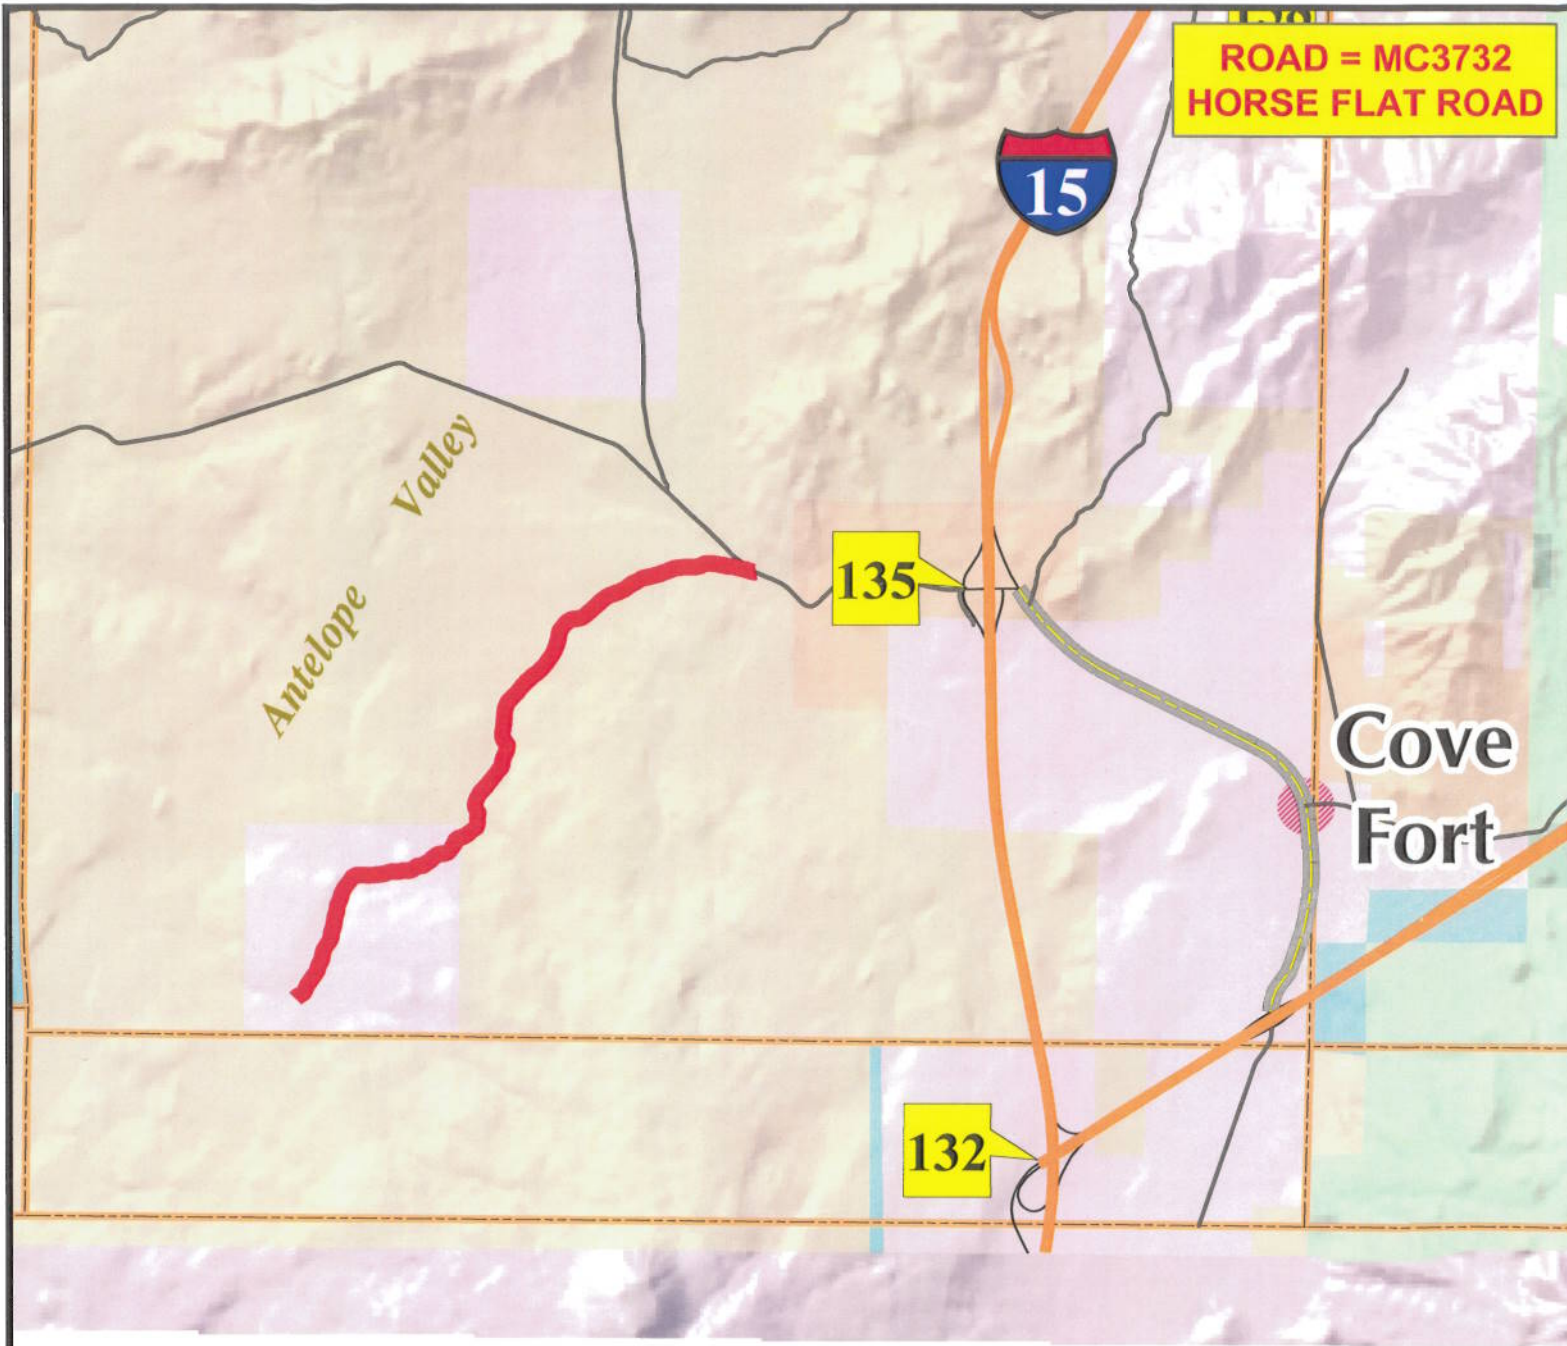 ROAD = MC3732
HORSE FLAT ROAD
15
Valley
Antelope
135
Cove
Fort
132